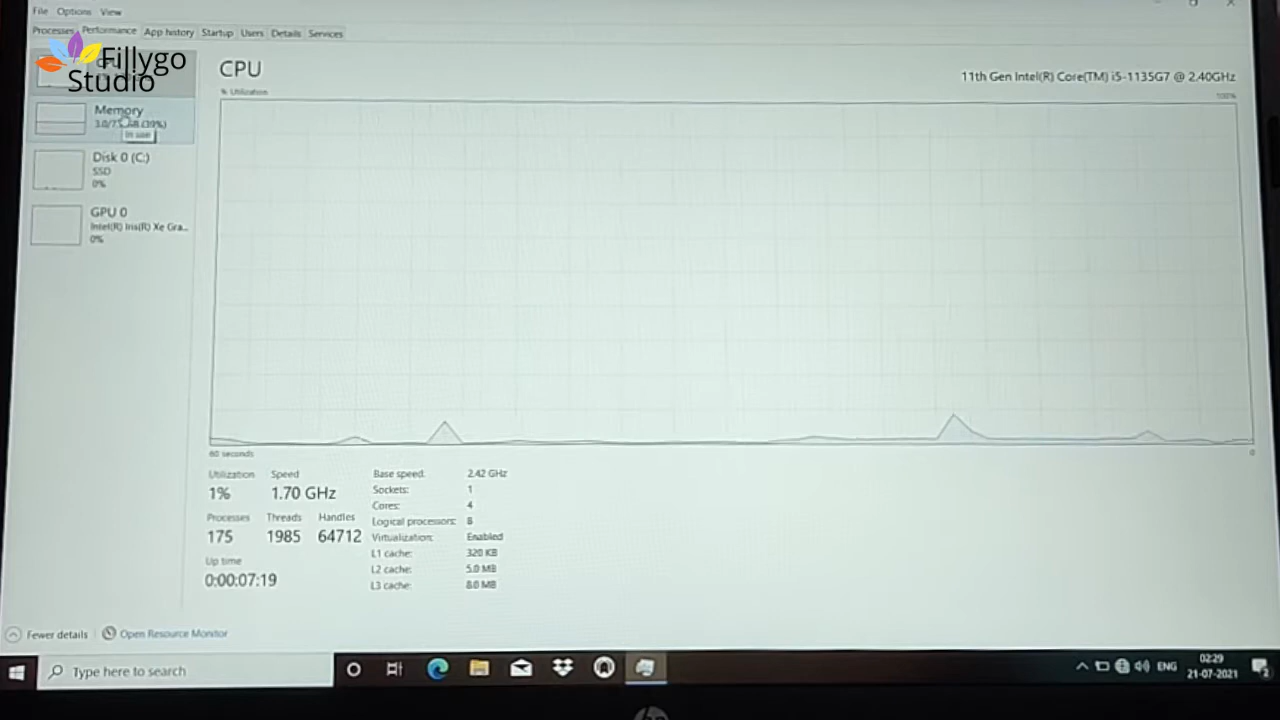 File Options View
Processes Performance App history Startup Users Details Services
Fillygo
Studio
Memory
In use
Disk 0 (C:)
SSD
0%
GPU 0
Intel(R) Iris(R) Xe Gra...
0%
CPU
11th Gen Intel(R) Core(TM) i5-1135G7 @ 2.40GHz
% Utilization
100%
60 seconds
0
Utilization Speed
1% 1.70 GHz
Processes Threads Handles
175 1985 64712
Up time
0:00:07:19
Base speed: 2.42 GHz
Sockets: 1
Cores: 4
Logical processors: 8
Virtualization: Enabled
L1 cache: 320 KB
L2 cache: 5.0 MB
L3 cache: 8.0 MB
Fewer details Open Resource Monitor
Type here to search
ENG
02:29
21-07-2021
2